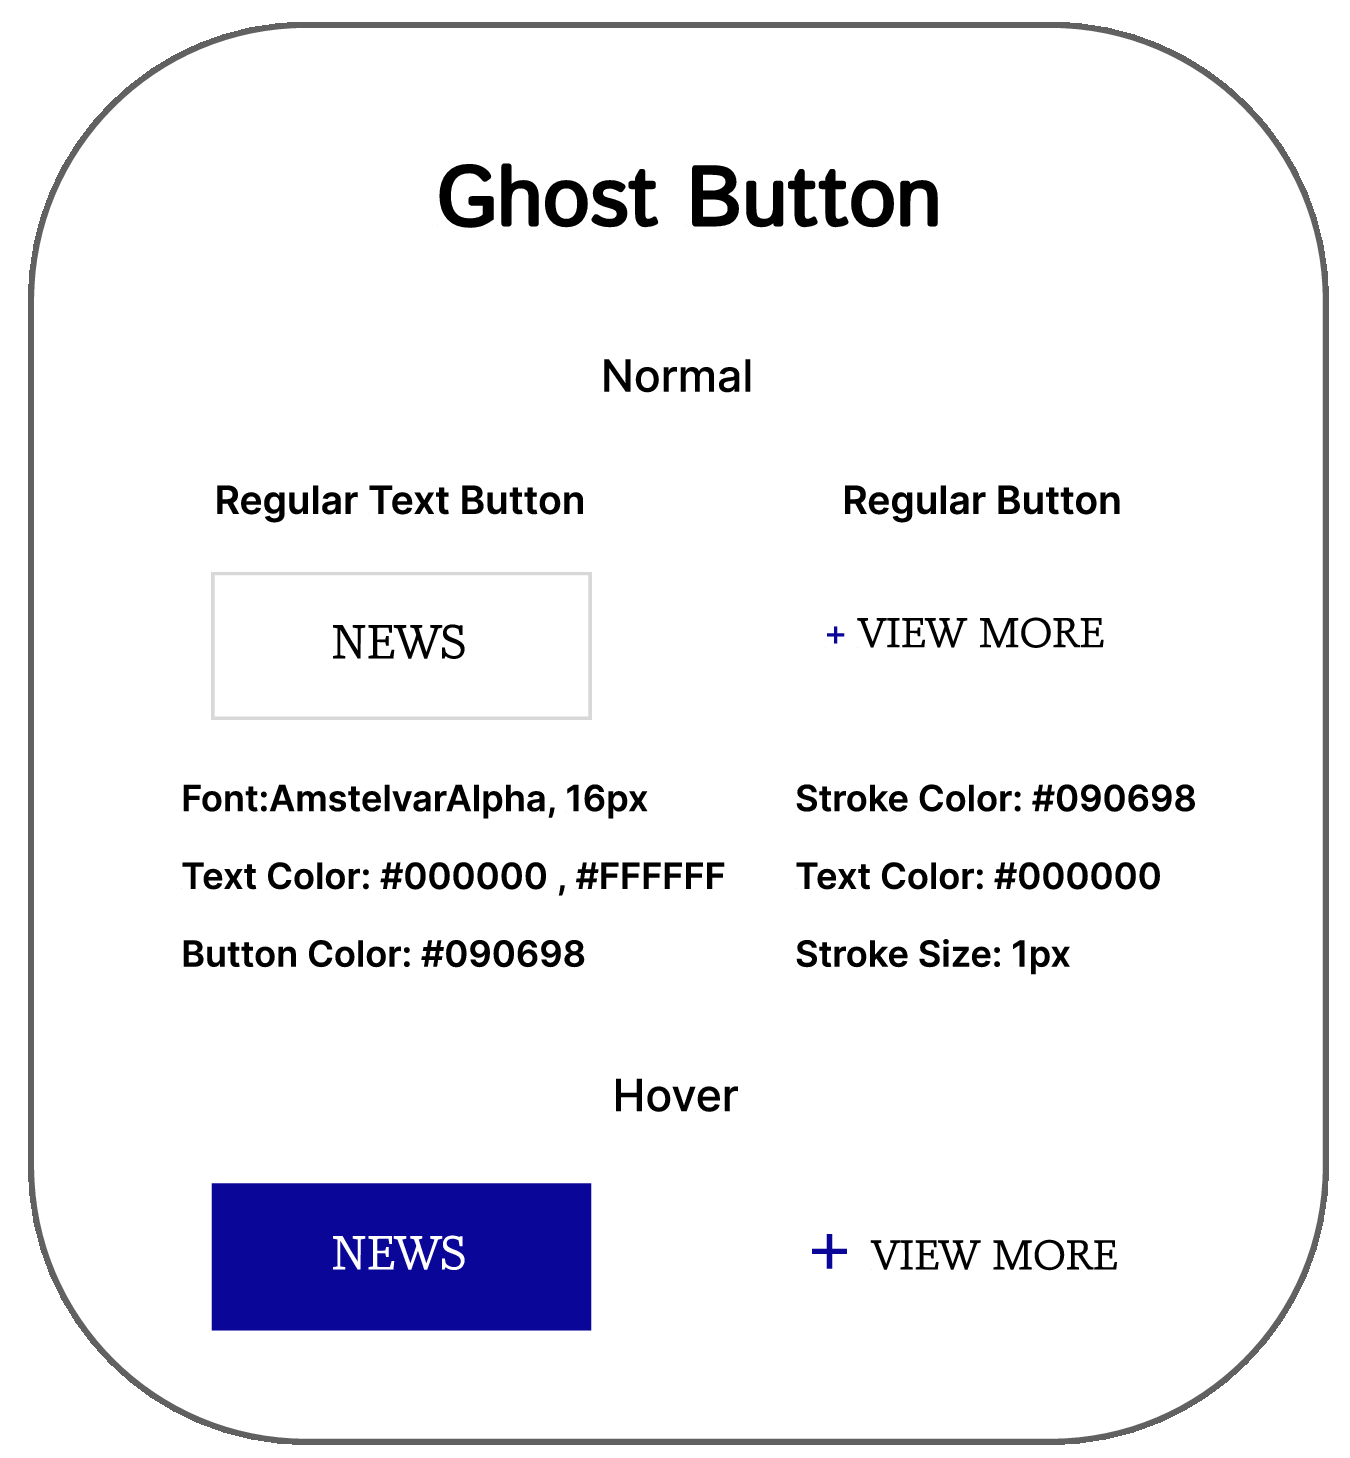 Ghost Button
Normal
Regular Text Button
Regular Button
NEWS
+ VIEW MORE
Font:AmstelvarAlpha, 16px
Stroke Color: #090698
Text Color: #000000 , #FFFFFF
Text Color: #000000
Button Color: #090698
Stroke Size: 1px
Hover
NEWS
+ VIEW MORE